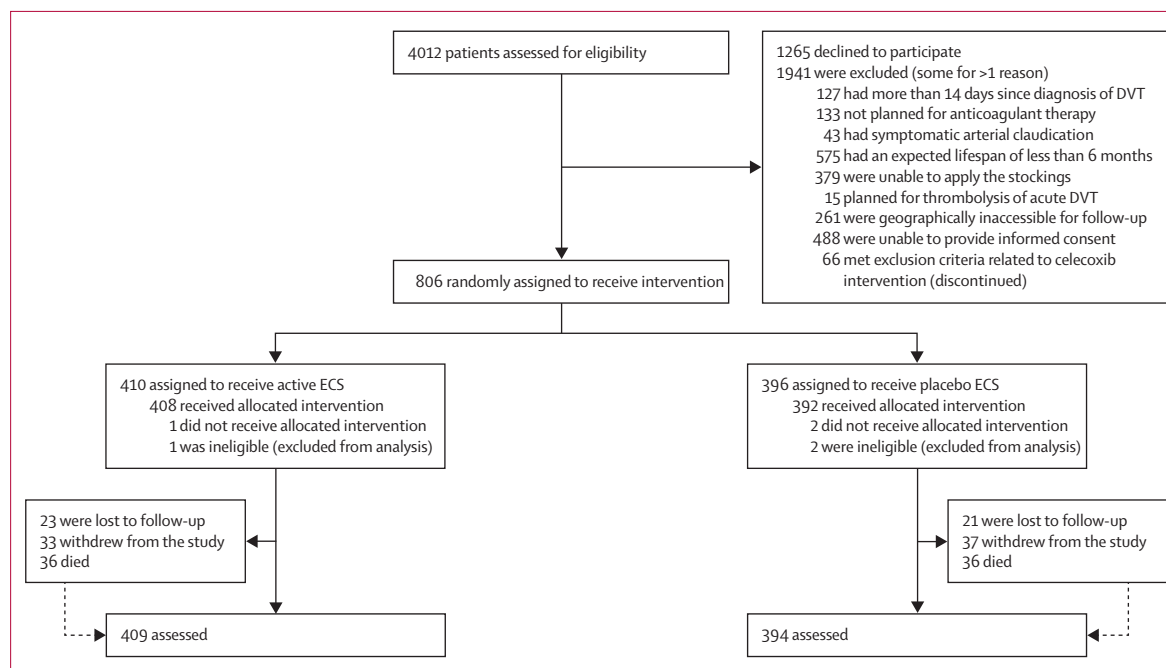 4012 patients assessed for eligibility
1265 declined to participate
1941 were excluded (some for >1 reason)
127 had more than 14 days since diagnosis of DVT
133 not planned for anticoagulant therapy
43 had symptomatic arterial claudication
575 had an expected lifespan of less than 6 months
379 were unable to apply the stockings
15 planned for thrombolysis of acute DVT
261 were geographically inaccessible for follow-up
488 were unable to provide informed consent
66 met exclusion criteria related to celecoxib
intervention (discontinued)
806 randomly assigned to receive intervention
410 assigned to receive active ECS
408 received allocated intervention
1 did not receive allocated intervention
1 was ineligible (excluded from analysis)
396 assigned to receive placebo ECS
392 received allocated intervention
2 did not receive allocated intervention
2 were ineligible (excluded from analysis)
23 were lost to follow-up
33 withdrew from the study
36 died
21 were lost to follow-up
37 withdrew from the study
36 died
409 assessed
394 assessed